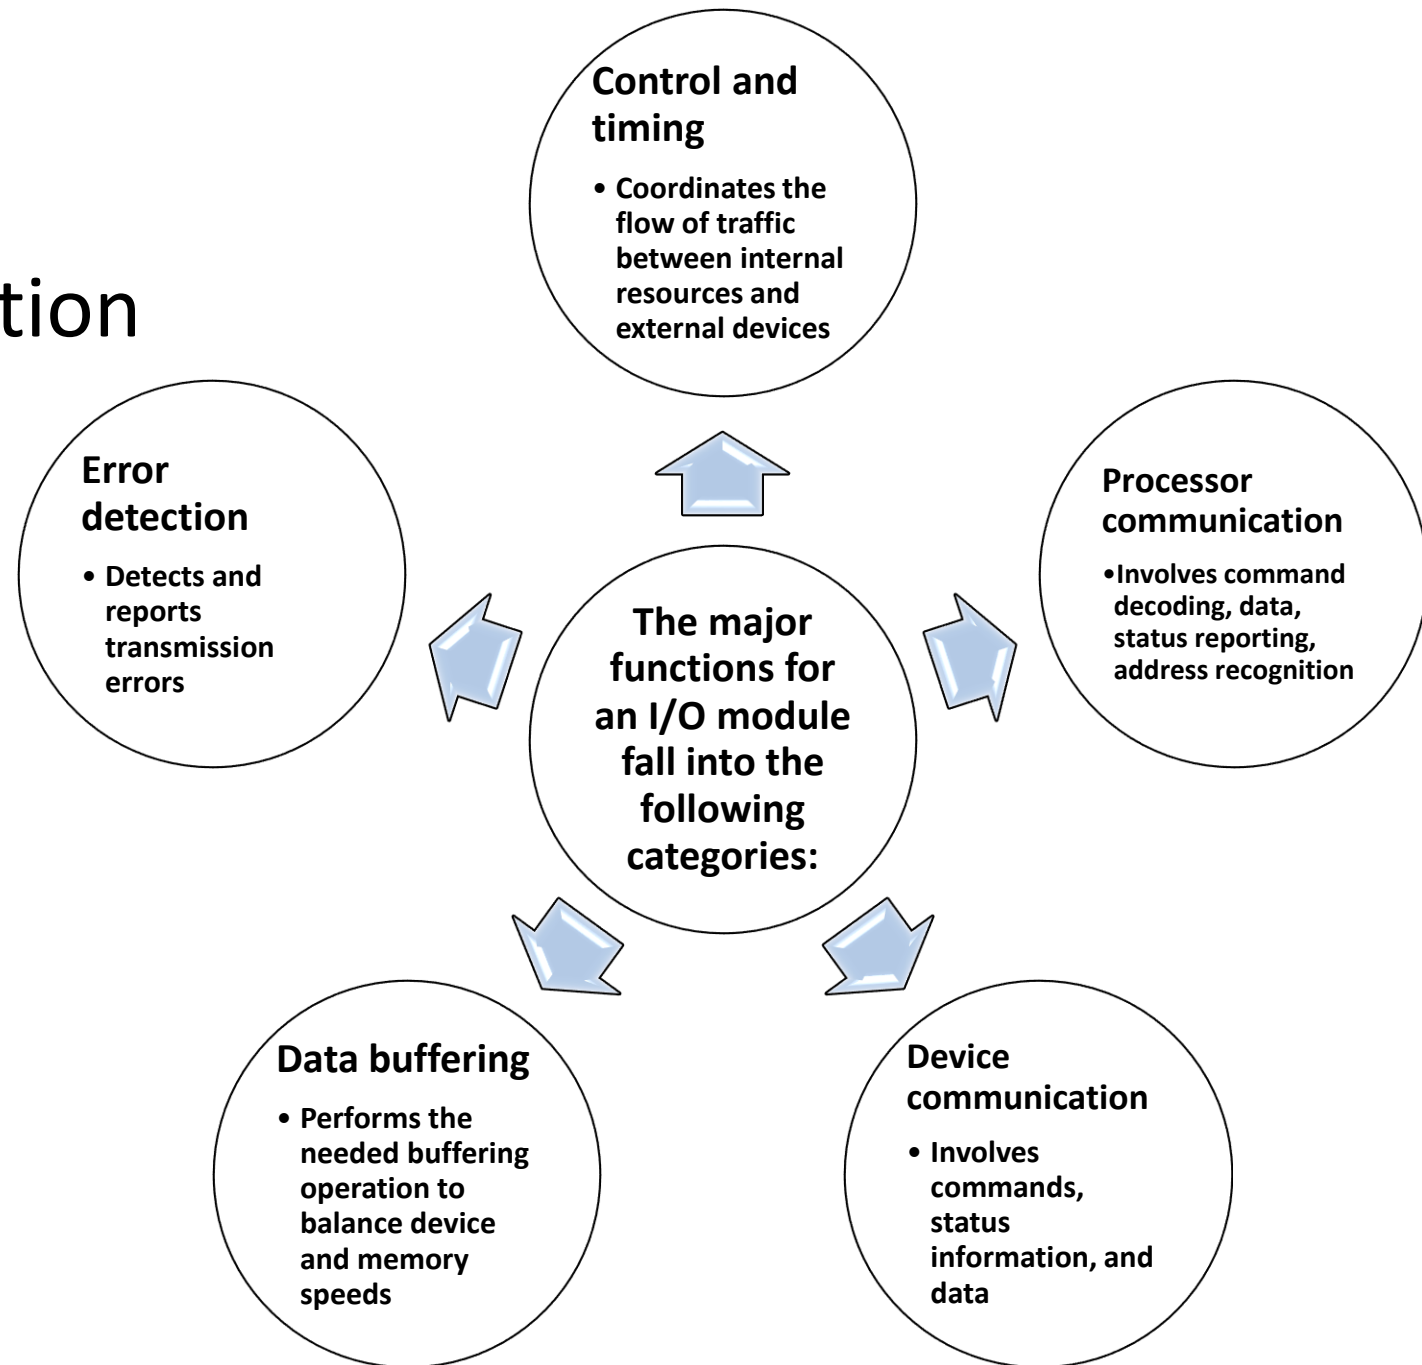 Control and
timing
• Coordinates the
flow of traffic
between internal
resources and
external devices
tion
Error
detection
• Detects and
reports
transmission
errors
Processor
communication
•Involves command
decoding, data,
status reporting,
address recognition
The major
functions for
an I/O module
fall into the
following
categories:
Data buffering
• Performs the
needed buffering
operation to
balance device
and memory
speeds
Device
communication
• Involves
commands,
status
information, and
data